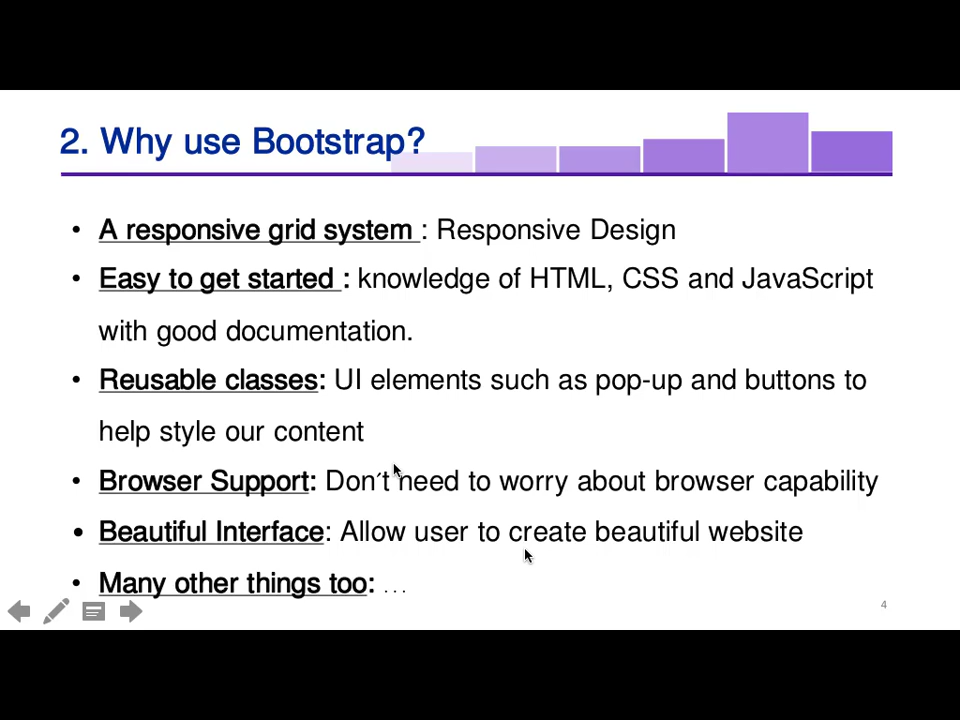 2. Why use Bootstrap?
• A responsive grid system : Responsive Design
• Easy to get started : knowledge of HTML, CSS and JavaScript
with good documentation.
• Reusable classes: UI elements such as pop-up and buttons to
help style our content
• Browser Support: Don´t need to worry about browser capability
• Beautiful Interface: Allow user to create beautiful website
• Many other things too: ...
4